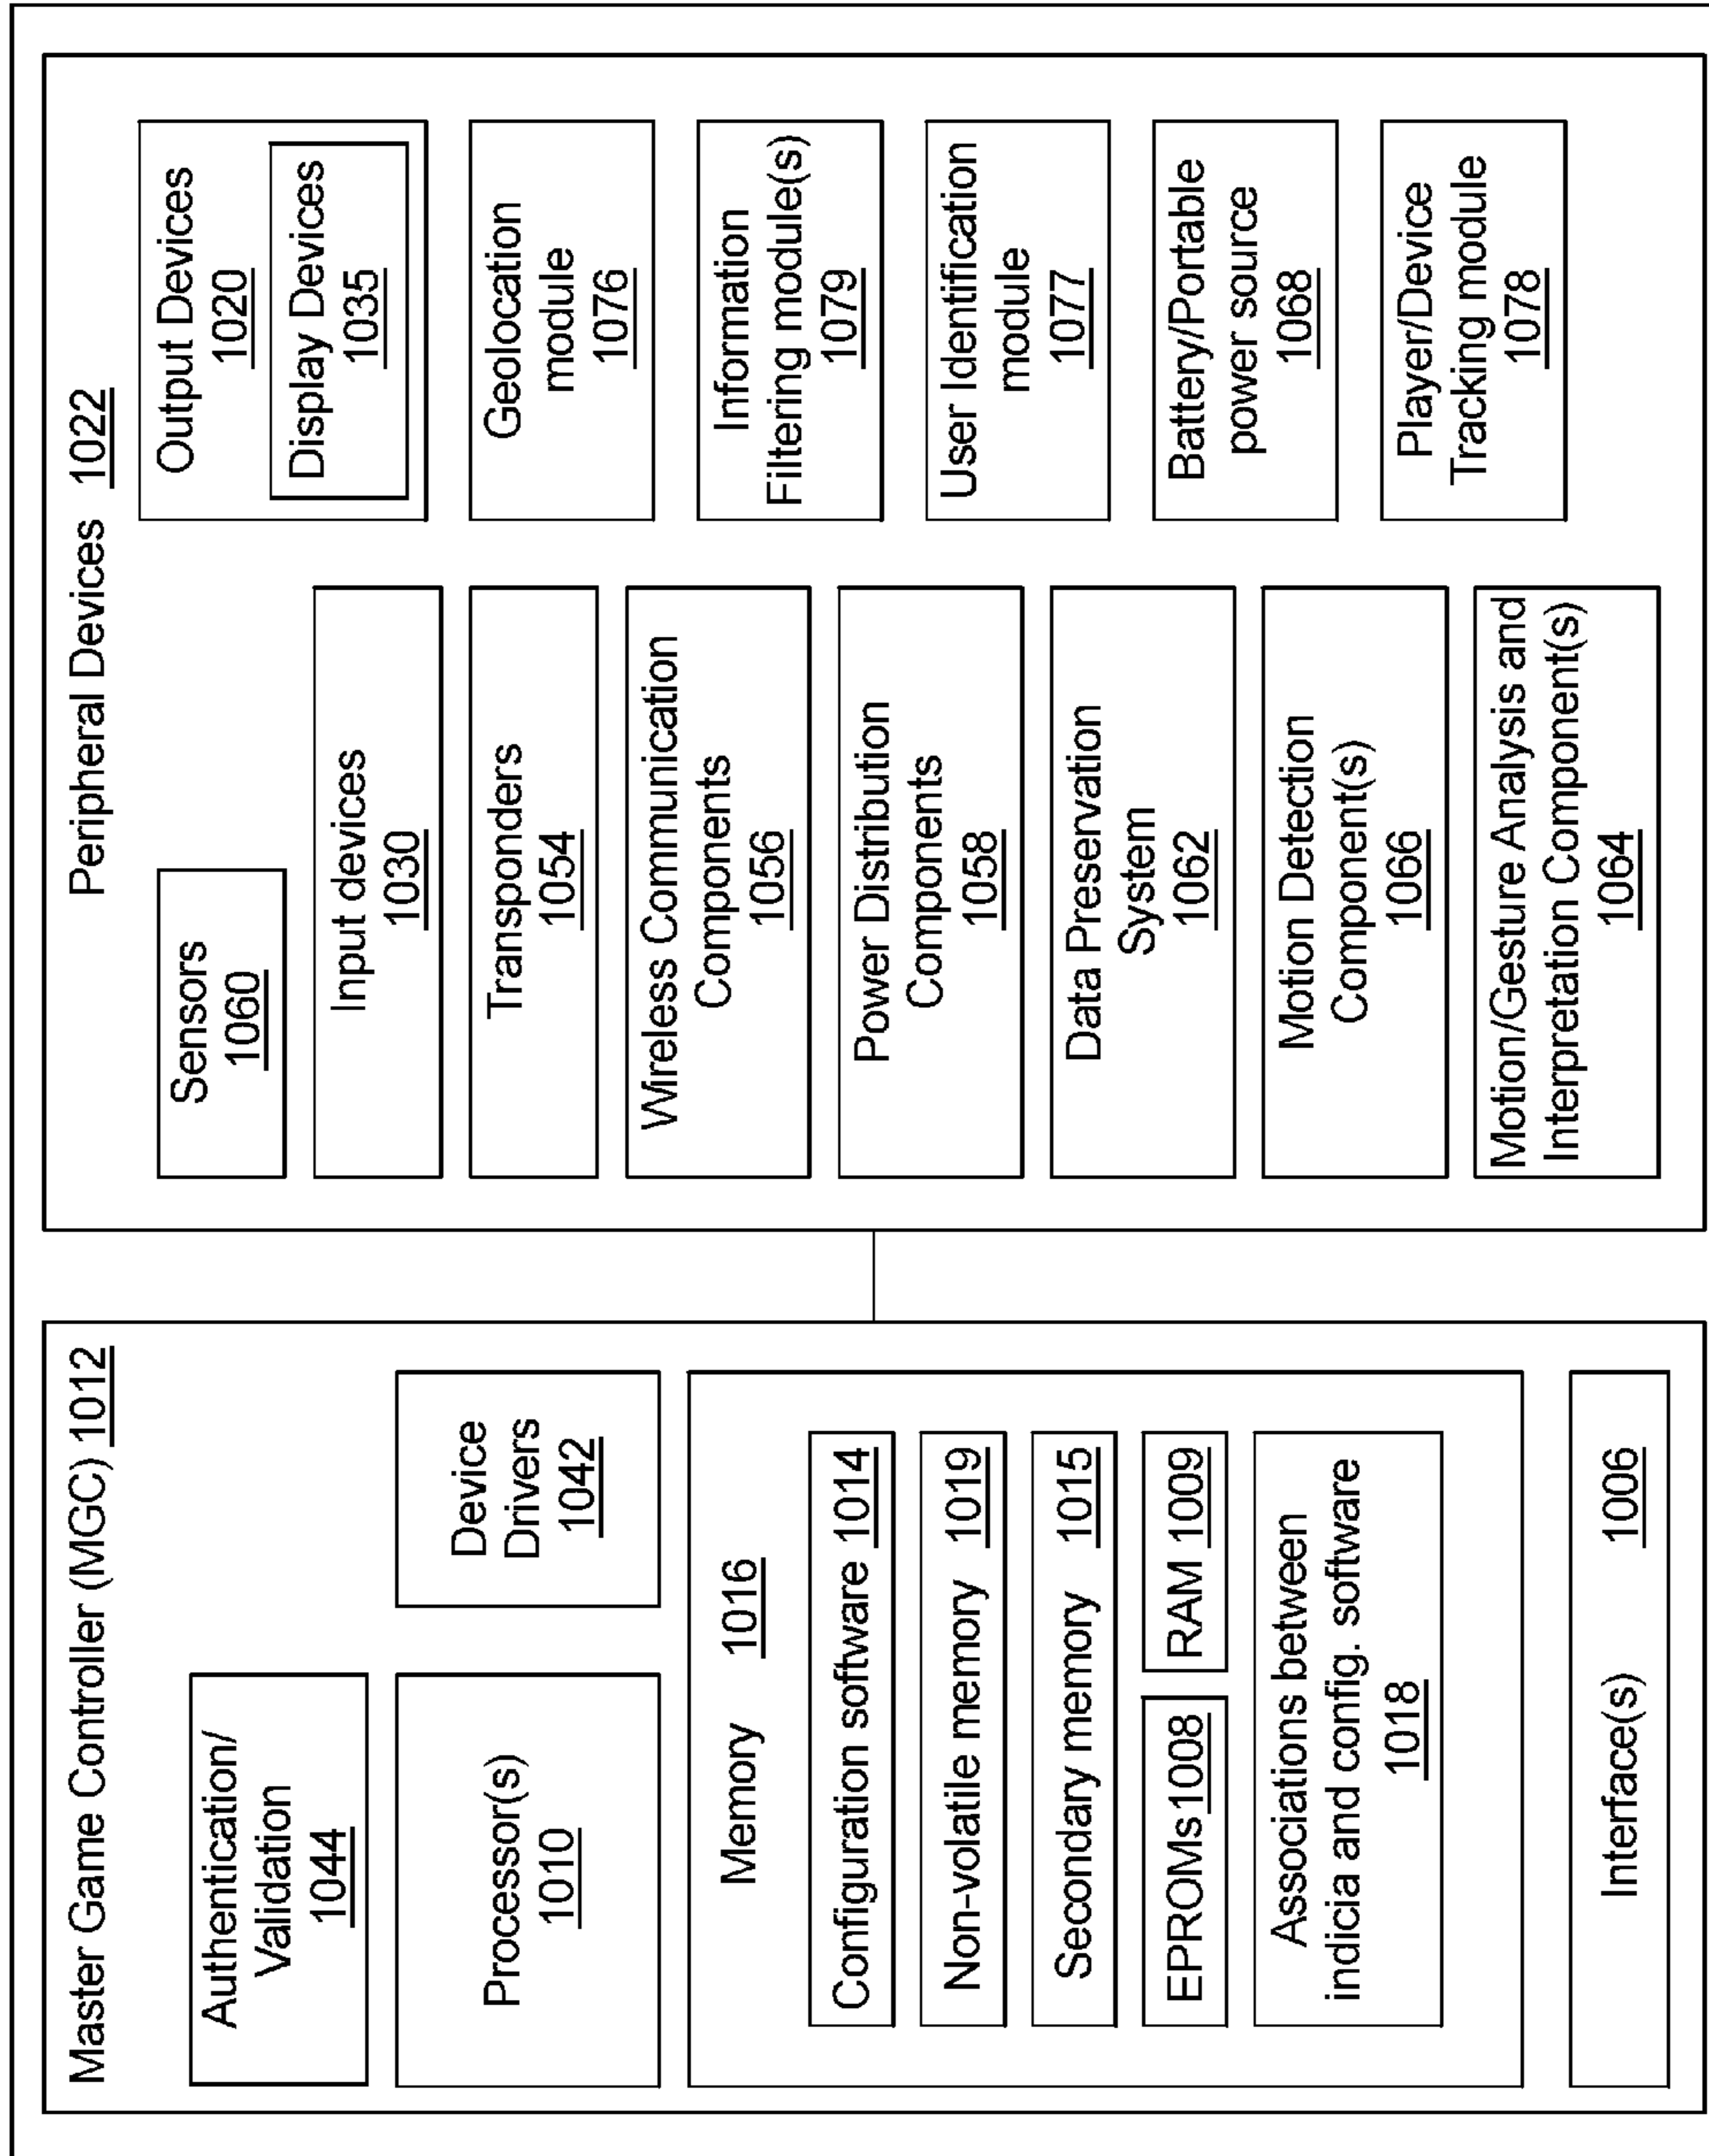 Master Game Controller (MGC) 1012
Authentication/
Validation
1044
Processor(s)
1010
Device
Drivers
1042
Memory 1016
Configuration software 1014
Non-volatile memory 1019
Secondary memory 1015
EPROMs 1008
RAM 1009
Associations between
indicia and config. software
1018
Interface(s) 1006
Peripheral Devices 1022
Sensors
1060
Input devices
1030
Transponders
1054
Wireless Communication
Components
1056
Power Distribution
Components
1058
Data Preservation
System
1062
Motion Detection
Component(s)
1066
Motion/Gesture Analysis and
Interpretation Component(s)
1064
Output Devices
1020
Display Devices
1035
Geolocation
module
1076
Information
Filtering module(s)
1079
User Identification
module
1077
Battery/Portable
power source
1068
Player/Device
Tracking module
1078